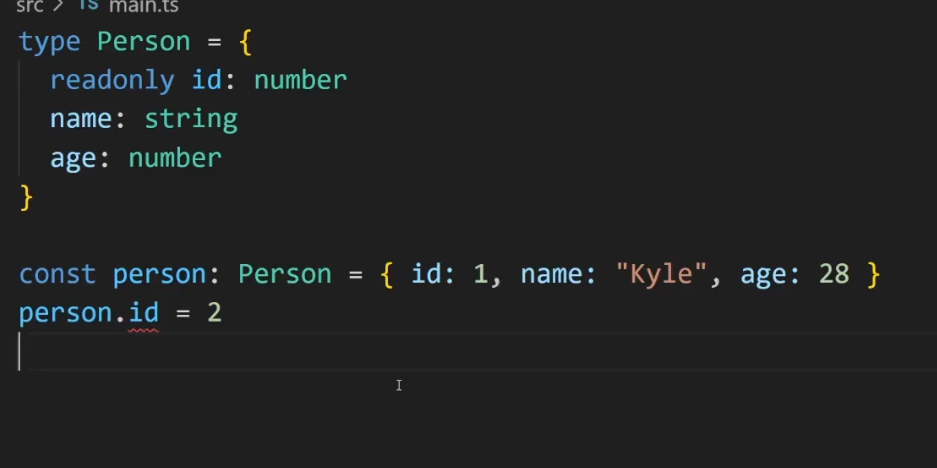 src > TS main.ts
type Person = {
  readonly id: number
  name: string
  age: number
}
const person: Person = { id: 1, name: "Kyle", age: 28 }
person.id = 2